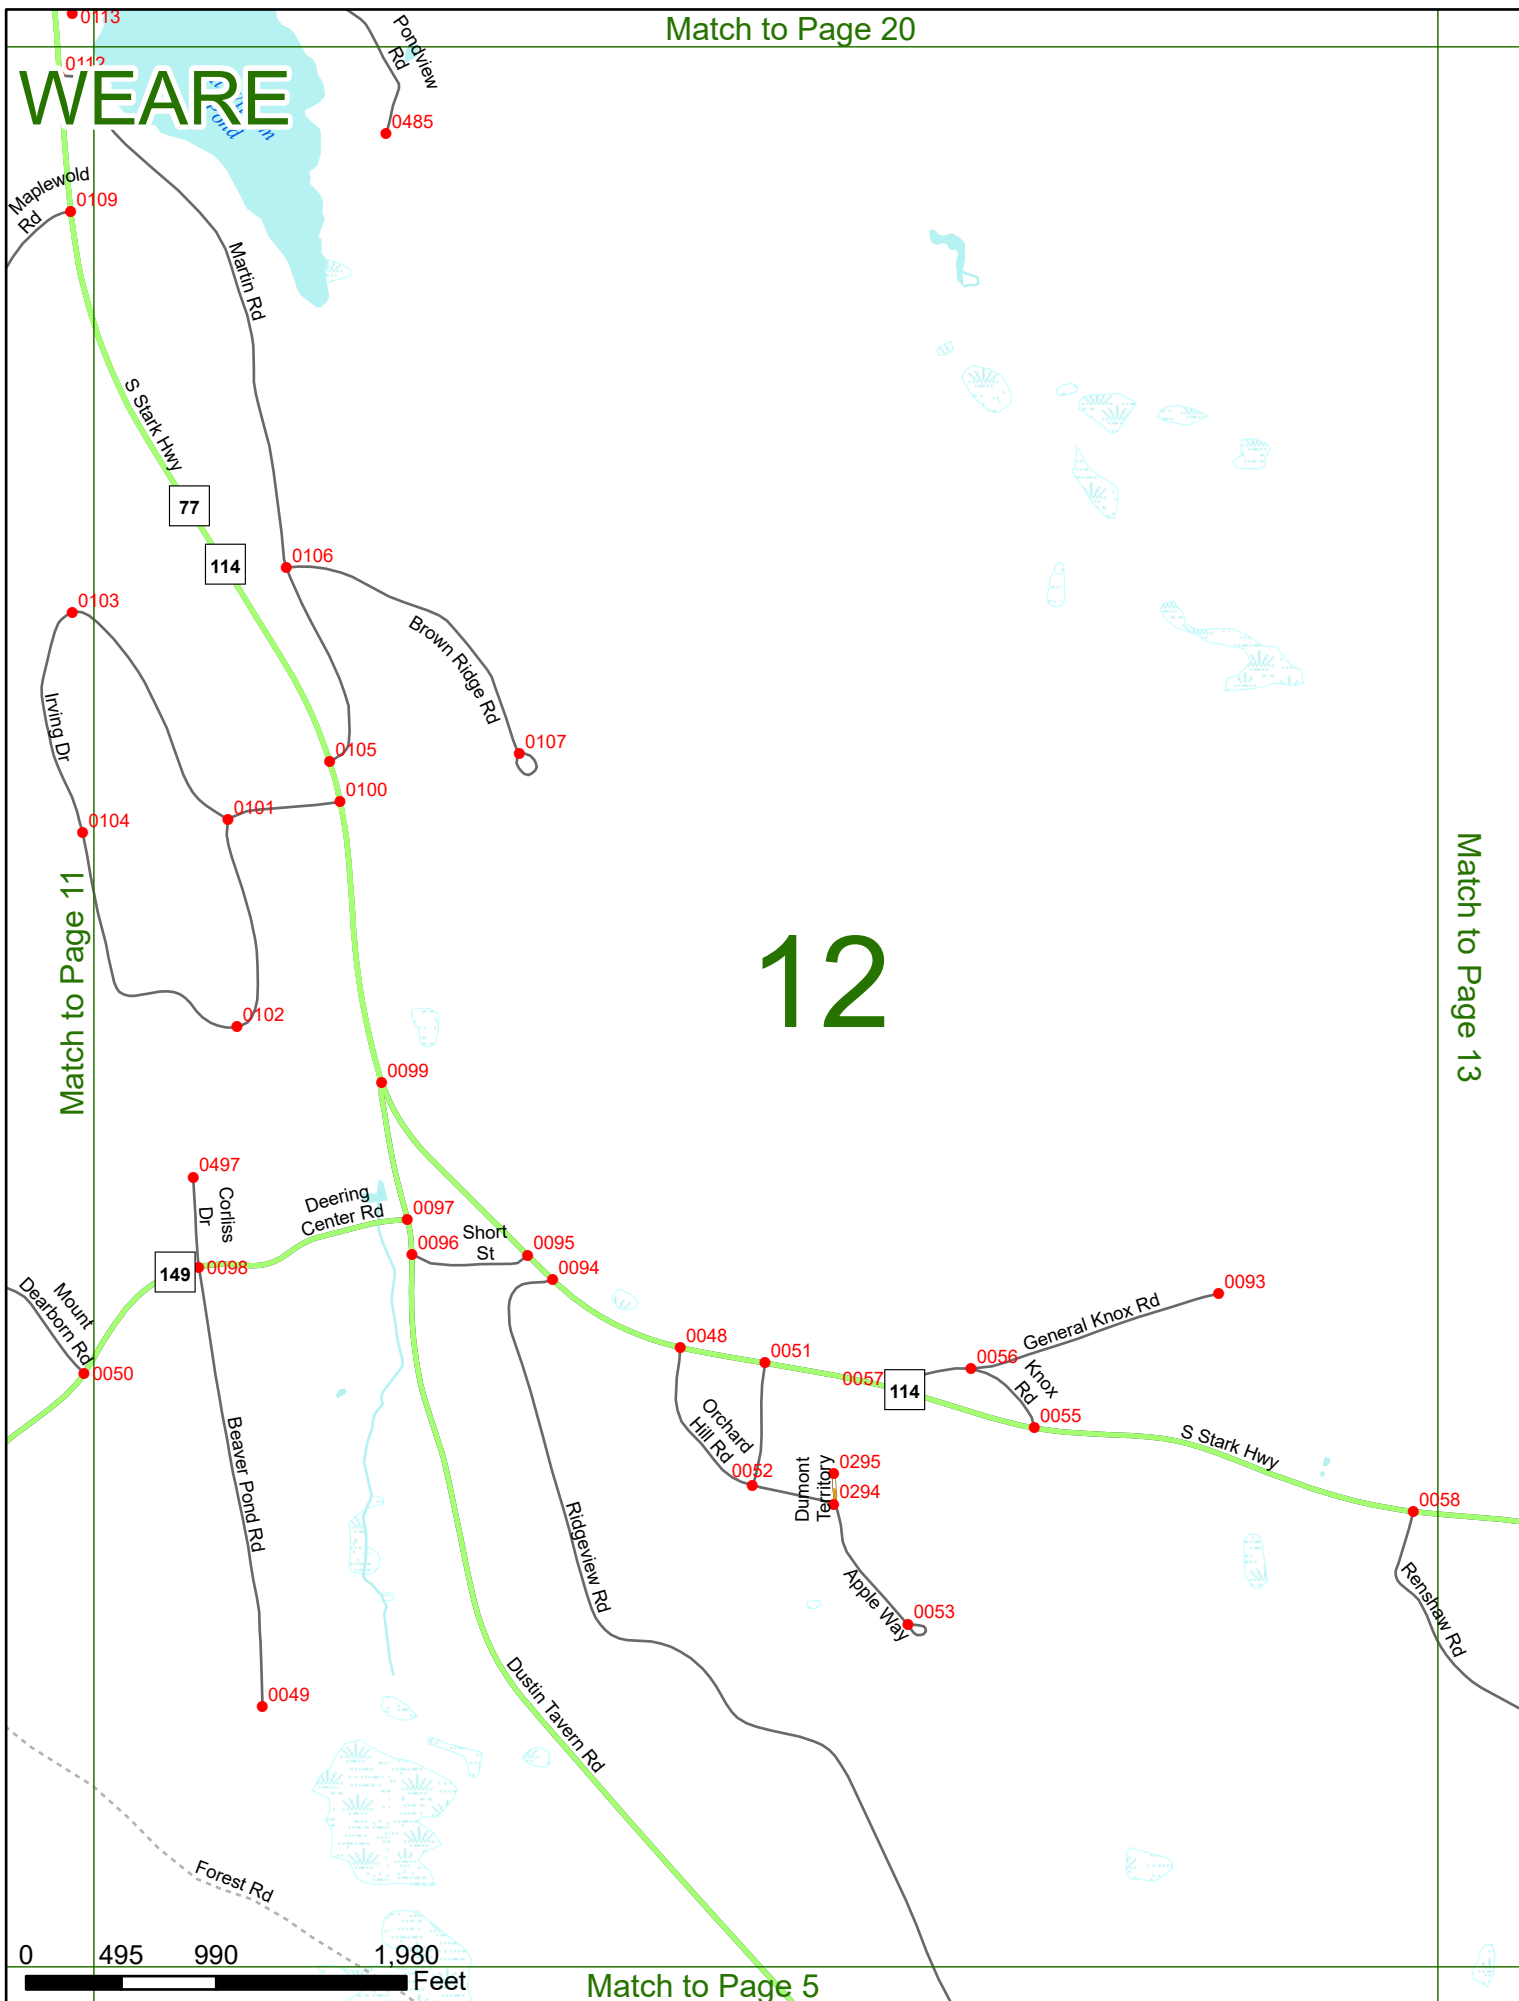 0113
Match to Page 20
Pondview
Rd
0112
WEARE
0485
Maplewold
Rd
0109
Martin Rd
S Stark Hwy
77
114
0106
0103
Brown Ridge Rd
Irving Dr
0105
0107
0100
0101
0104
Match to Page 11
Match to Page 13
12
0102
0099
0497
Corliss
Dr
Deering
Center Rd
0097
0096
Short
St
0095
0094
149
0098
Mount
Dearborn Rd
0050
0093
General Knox Rd
0048
0051
0056
0057
114
Knox
Rd
0055
Orchard
Hill Rd
S Stark Hwy
0052
Dumont
Territory
0295
0294
0058
Beaver Pond Rd
Ridgeview Rd
Apple Way
0053
Renshaw Rd
0049
Dustin Tavern Rd
Forest Rd
0 495 990 1,980
Feet
Match to Page 5